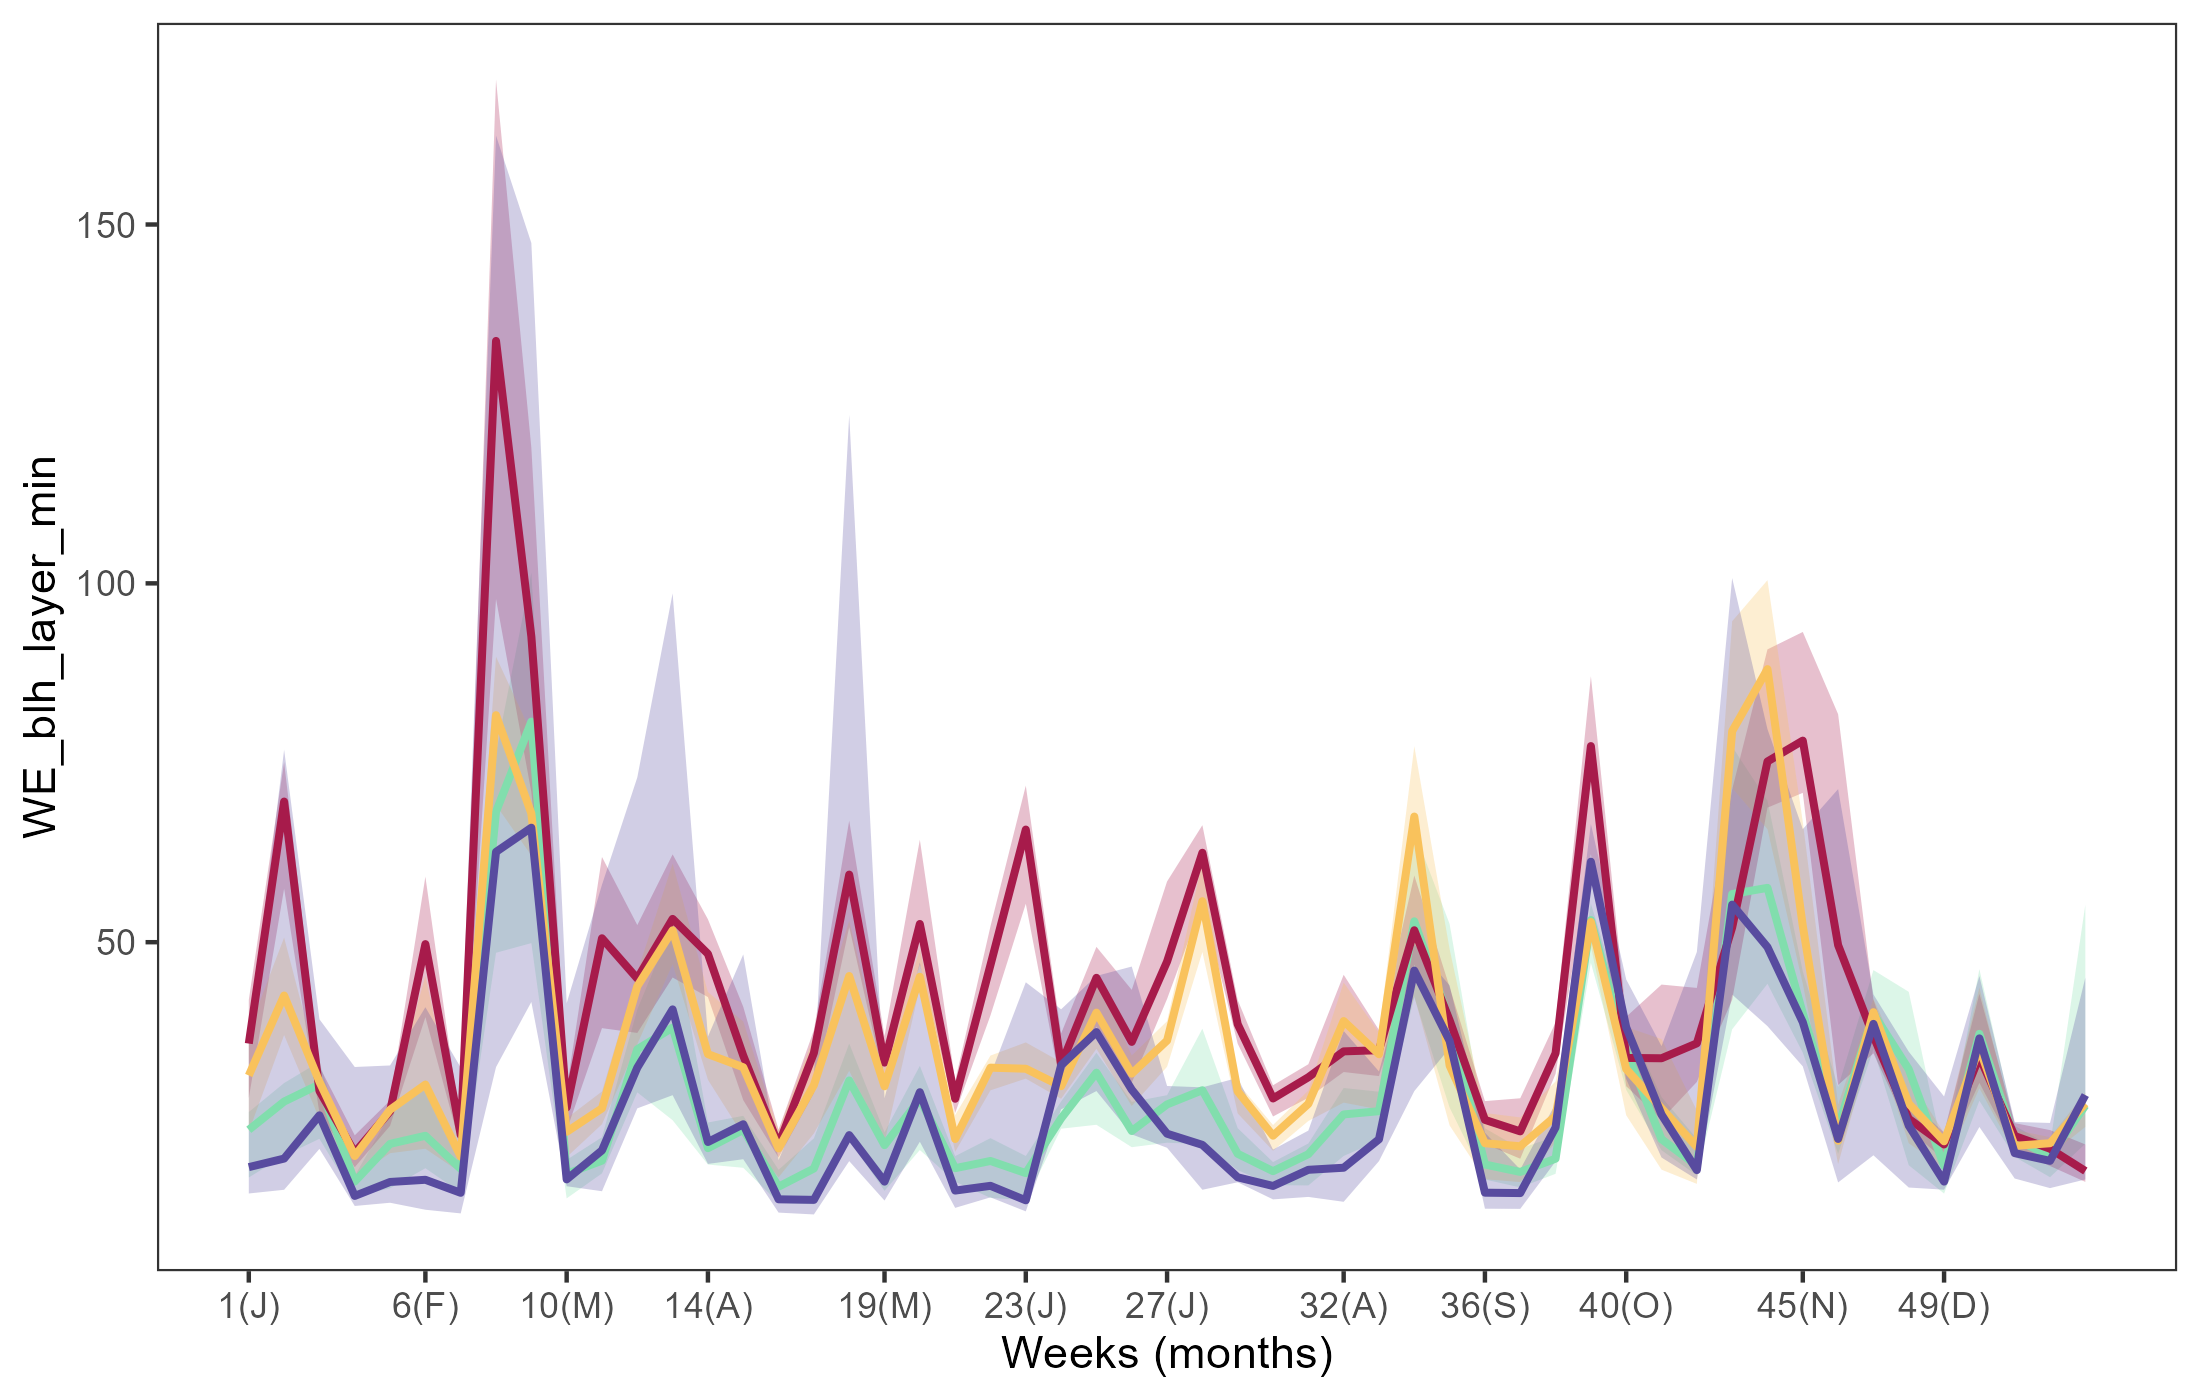 WE_blh_layer_min
150
100
50
1(J) 6(F) 10(M) 14(A) 19(M) 23(J) 27(J) 32(A) 36(S) 40(O) 45(N) 49(D)
Weeks (months)